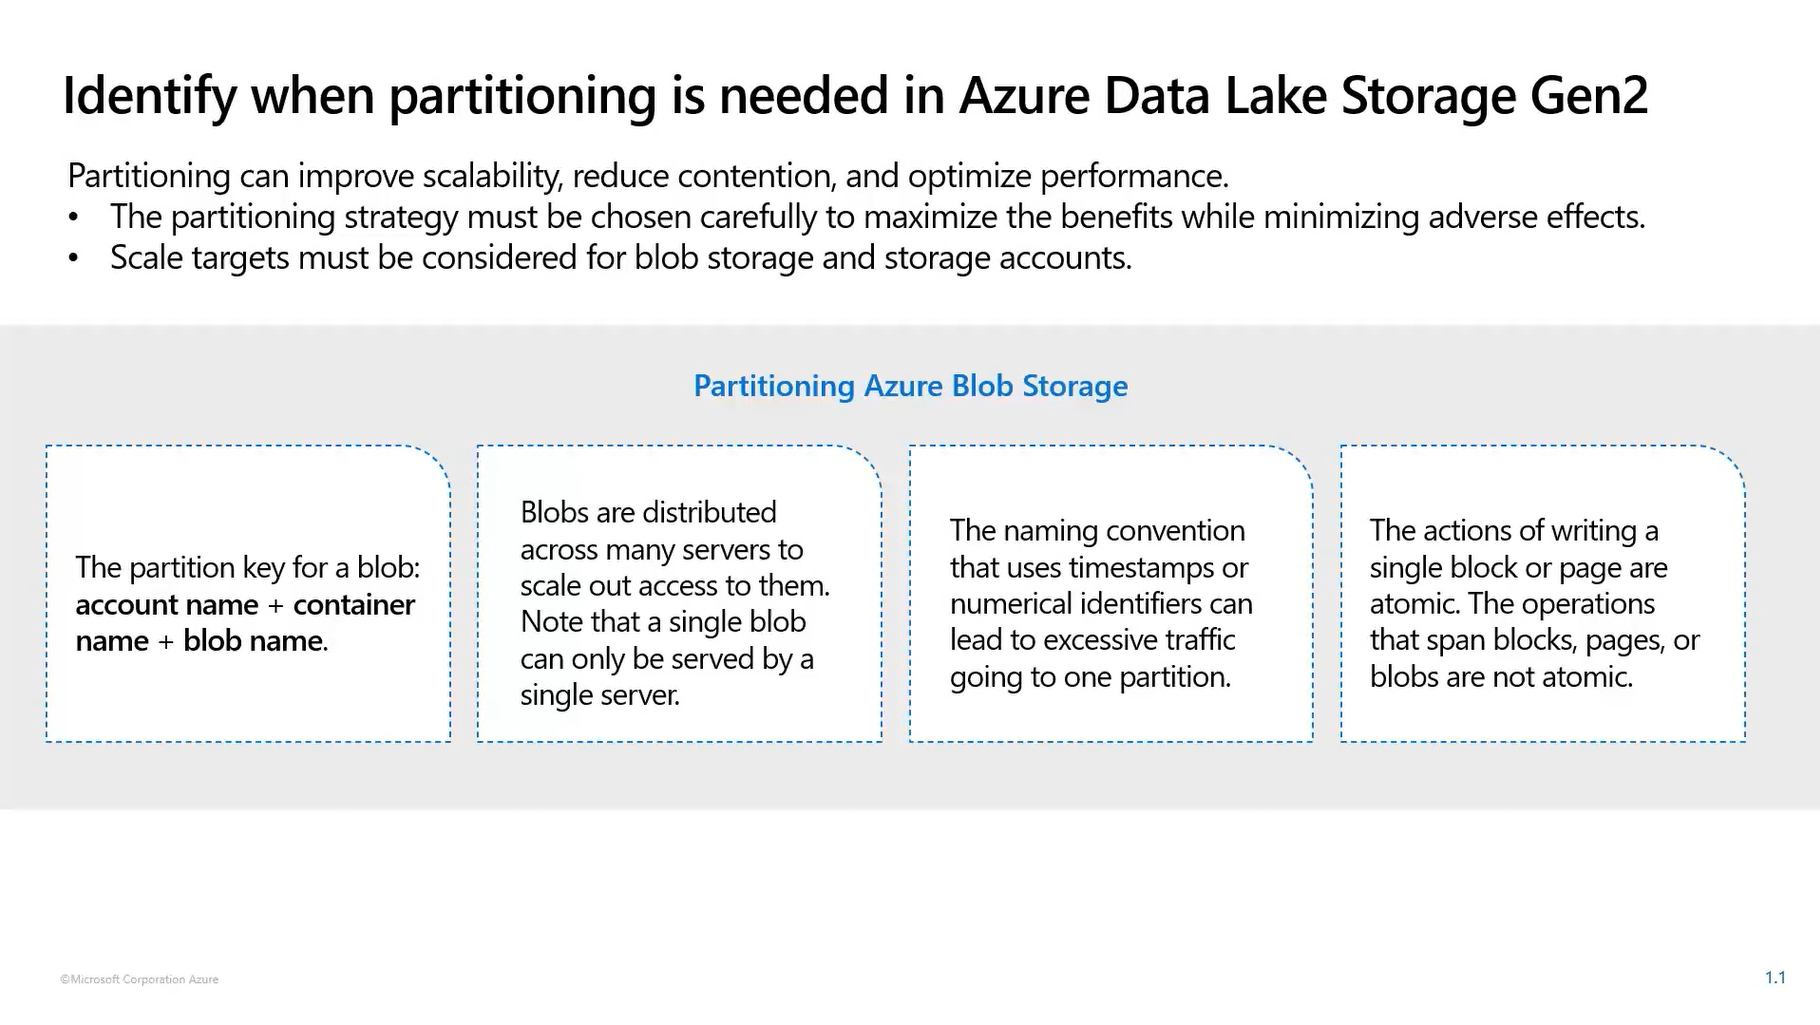 Identify when partitioning is needed in Azure Data Lake Storage Gen2
Partitioning can improve scalability, reduce contention, and optimize performance.
• The partitioning strategy must be chosen carefully to maximize the benefits while minimizing adverse effects.
• Scale targets must be considered for blob storage and storage accounts.
Partitioning Azure Blob Storage
The partition key for a blob:
account name + container
name + blob name.
Blobs are distributed
across many servers to
scale out access to them.
Note that a single blob
can only be served by a
single server.
The naming convention
that uses timestamps or
numerical identifiers can
lead to excessive traffic
going to one partition.
The actions of writing a
single block or page are
atomic. The operations
that span blocks, pages, or
blobs are not atomic.
©Microsoft Corporation Azure
1.1